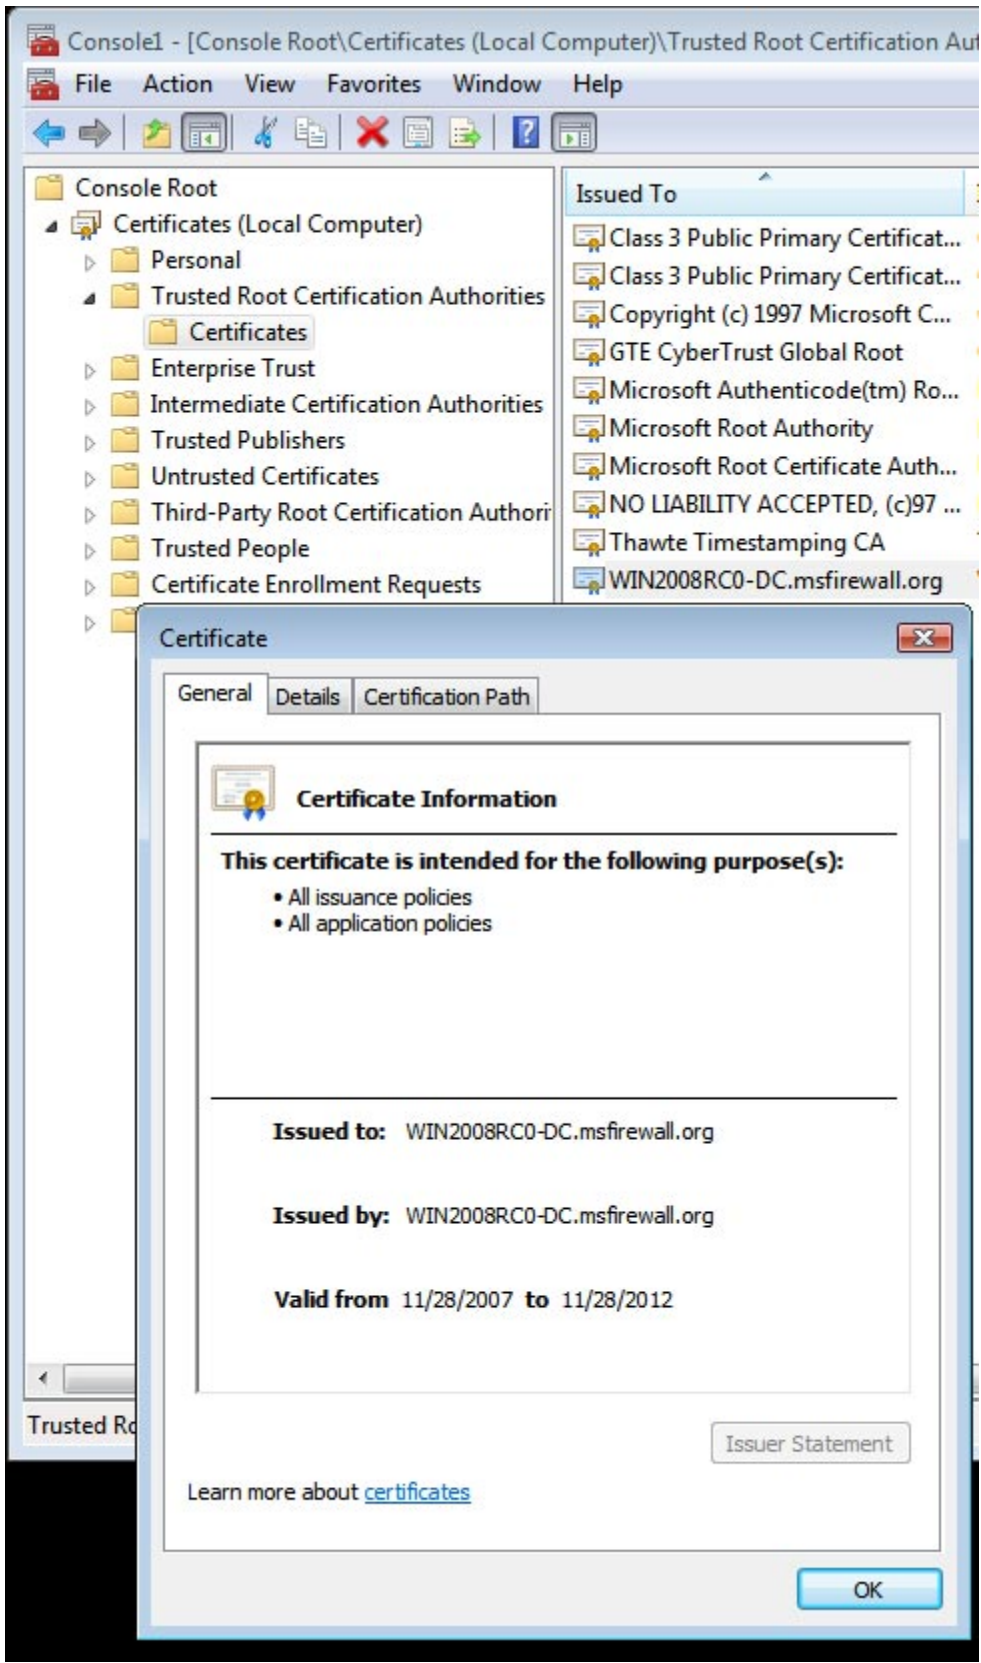 Console1 - [Console Root\Certificates (Local Computer)\Trusted Root Certification Aut
File Action View Favorites Window Help
Console Root
Certificates (Local Computer)
Personal
Trusted Root Certification Authorities
Certificates
Enterprise Trust
Intermediate Certification Authorities
Trusted Publishers
Untrusted Certificates
Third-Party Root Certification Authori
Trusted People
Certificate Enrollment Requests
Issued To
Class 3 Public Primary Certificat...
Class 3 Public Primary Certificat...
Copyright (c) 1997 Microsoft C...
GTE CyberTrust Global Root
Microsoft Authenticode(tm) Ro...
Microsoft Root Authority
Microsoft Root Certificate Auth...
NO LIABILITY ACCEPTED, (c)97 ...
Thawte Timestamping CA
WIN2008RC0-DC.msfirewall.org
Trusted Ro
Certificate
General Details Certification Path
Certificate Information
This certificate is intended for the following purpose(s):
• All issuance policies
• All application policies
Issued to: WIN2008RC0-DC.msfirewall.org
Issued by: WIN2008RC0-DC.msfirewall.org
Valid from 11/28/2007 to 11/28/2012
Issuer Statement
Learn more about certificates
OK